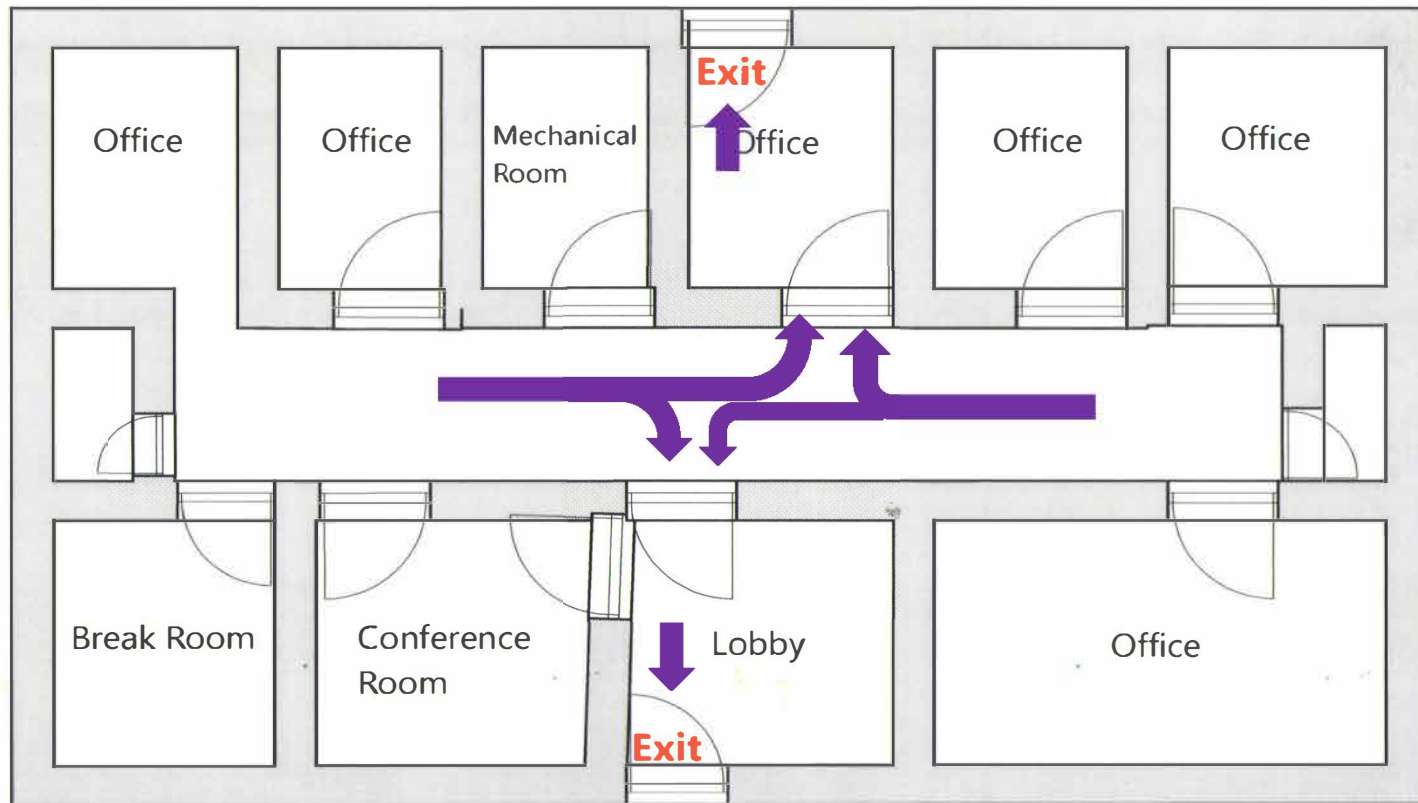 Exit
Office
Office
Mechanical
Room
Office
Office
Office
Break Room
Conference
Room
Lobby
Office
Exit